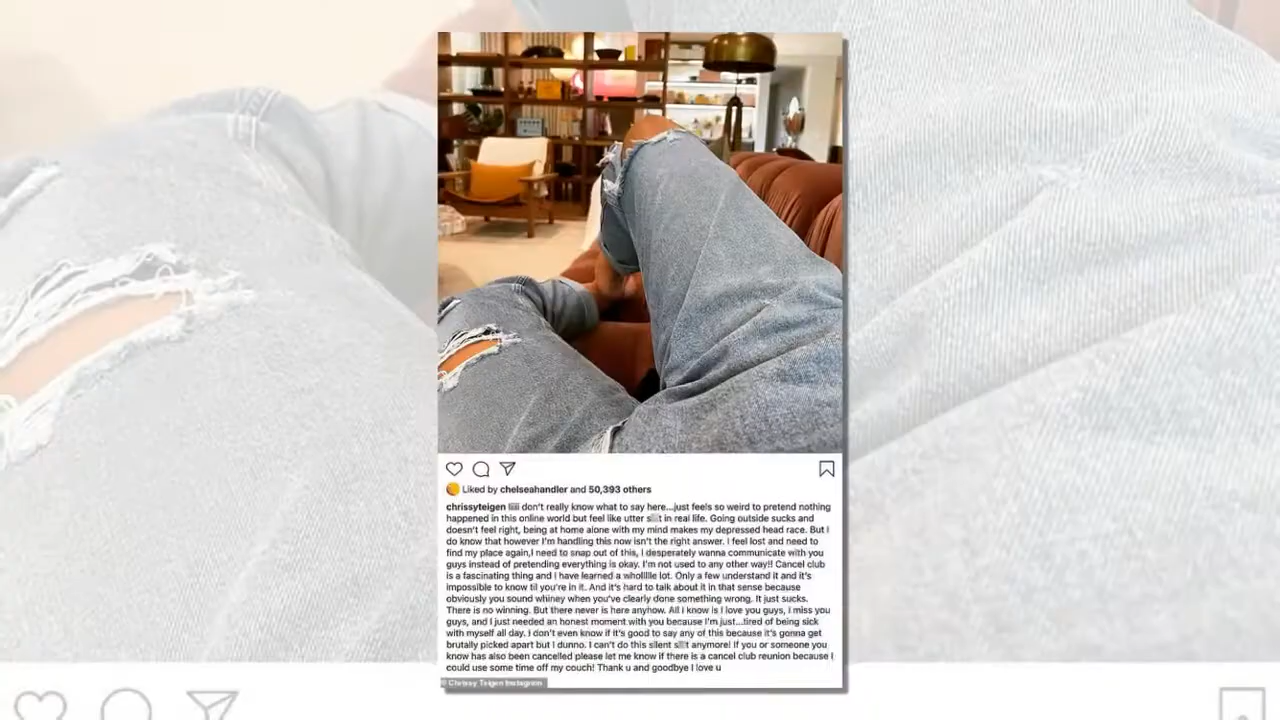 Liked by chelseahandler and 50,393 others
chrissyteigen Iiiii don't really know what to say here...just feels so weird to pretend nothing
happened in this online world but feel like utter s t in real life. Going outside sucks and
doesn't feel right, being at home alone with my mind makes my depressed head race. But I
do know that however I'm handling this now isn't the right answer. I feel lost and need to
find my place again,I need to snap out of this, I desperately wanna communicate with you
guys instead of pretending everything is okay. I'm not used to any other way!! Cancel club
is a fascinating thing and I have learned a wholllle lot. Only a few understand it and it's
impossible to know til you're in it. And it's hard to talk about it in that sense because
obviously you sound whiney when you've clearly done something wrong. It just sucks.
There is no winning. But there never is here anyhow. All I know is I love you guys, I miss you
guys, and I just needed an honest moment with you because I'm just...tired of being sick
with myself all day. I don't even know if it's good to say any of this because it's gonna get
brutally picked apart but I dunno. I can't do this silent s t anymore! If you or someone you
know has also been cancelled please let me know if there is a cancel club reunion because I
could use some time off my couch! Thank u and goodbye I love u
© Chrissy Teigen Instagram